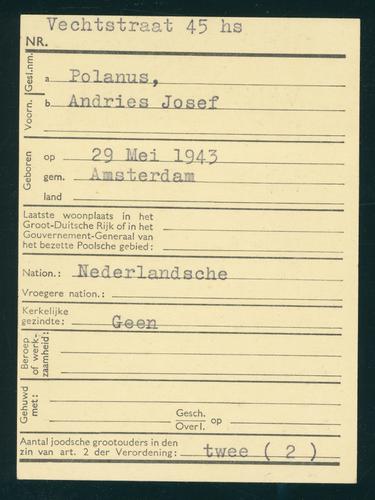 Vechtstraat 45 hs
NR.
Gesl.nm. a Polanus,
Voorn. b Andries Josef
Geboren op 29 Mei 1943
gem. Amsterdam
land
Laatste woonplaats in het
Groot-Duitsche Rijk of in het
Gouvernement-Generaal van
het bezette Poolsche gebied:
Nation.: Nederlandsche
Vroegere nation.:
Kerkelijke
gezindte: Geen
Beroep
of werk-
zaamheid:
Gehuwd
met:
Gesch.
Overl. op
Aantal joodsche grootouders in den
zin van art. 2 der Verordening: twee ( 2 )